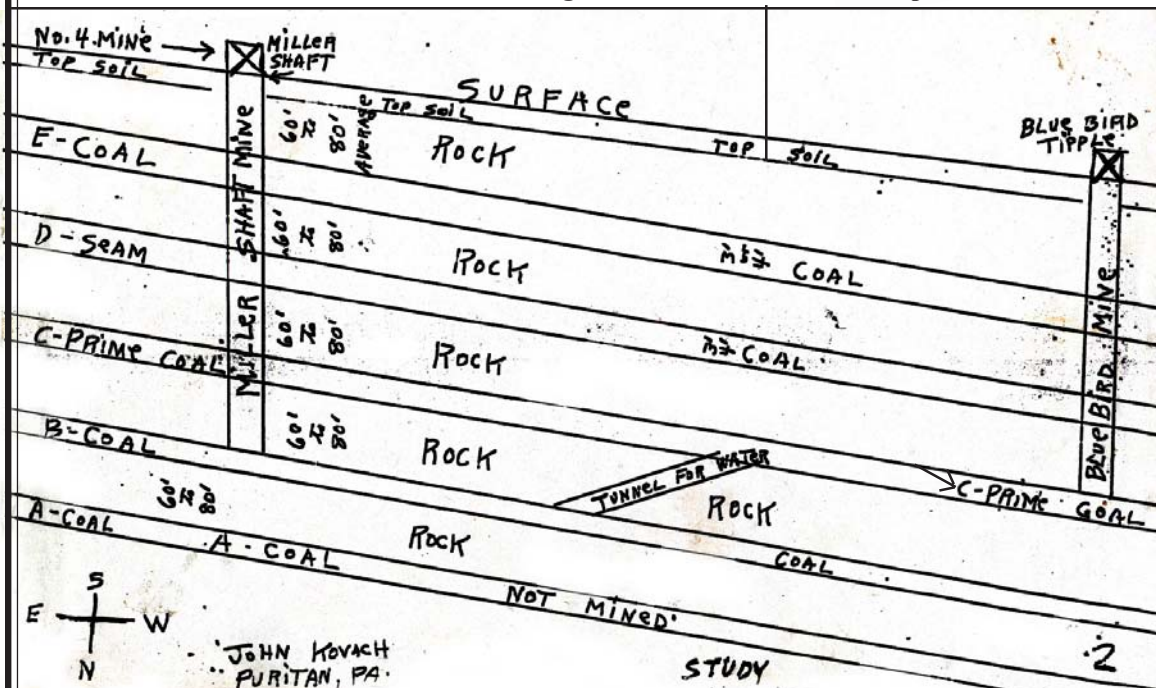 No. 4. MINE
MILLER
SHAFT
TOP SOIL
SURFACE
TOP SOIL
TOP SOIL
BLUE BIRD
TIPPLE
60' TO 80' AVERAGE
ROCK
E-COAL
MILLER SHAFT MINE
60' TO 80'
ROCK
COAL
D-SEAM
BLUE BIRD MINE
60' TO 80'
ROCK
COAL
C-PRIME COAL
60' TO 80'
ROCK
TUNNEL FOR WATER
C-PRIME COAL
B-COAL
60' TO 80'
ROCK
ROCK
COAL
A-COAL
A-COAL
NOT MINED
S
E W
N
JOHN KOVACH
PURITAN, PA.
STUDY
2